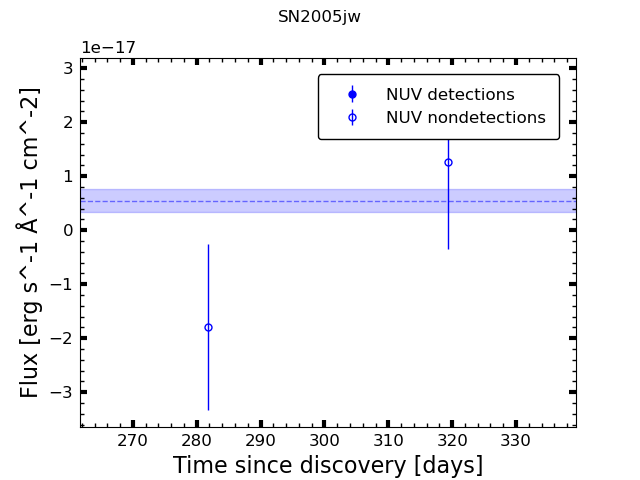 SN2005jw
1e−17
3
2
1
0
−1
−2
−3
Flux [erg s^-1 Å^-1 cm^-2]
NUV detections
NUV nondetections
270 280 290 300 310 320 330
Time since discovery [days]